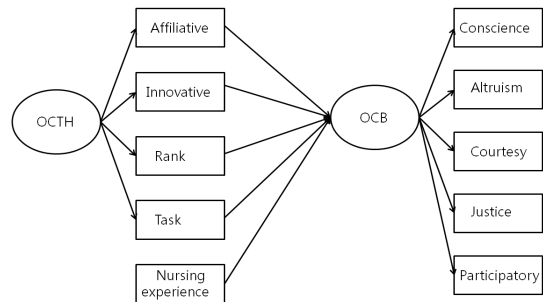 Affiliative
Conscience
Innovative
Altruism
OCTH
OCB
Rank
Courtesy
Task
Justice
Nursing
experience
Participatory